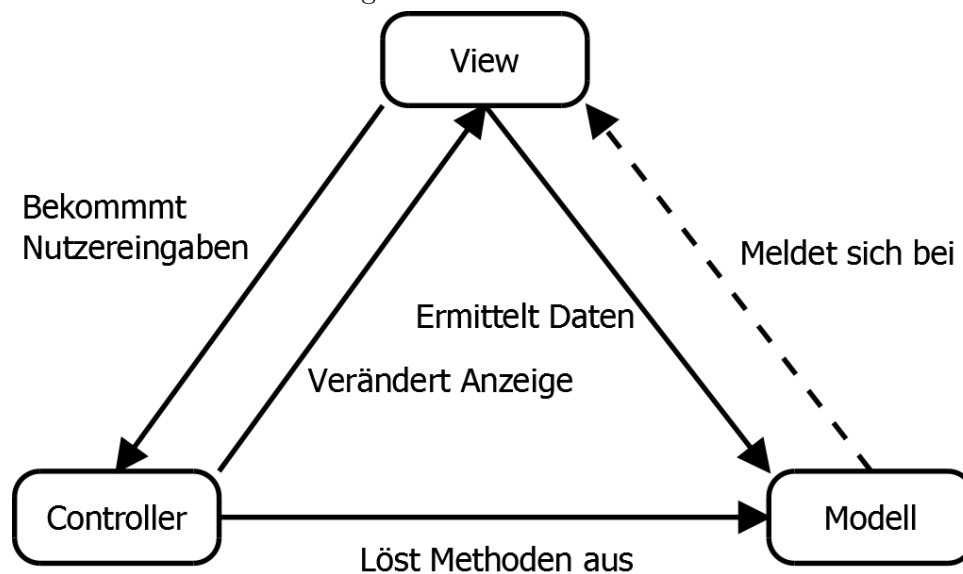 View
Bekommmt
Nutzereingaben
Meldet sich bei
Ermittelt Daten
Verändert Anzeige
Controller
Modell
Löst Methoden aus